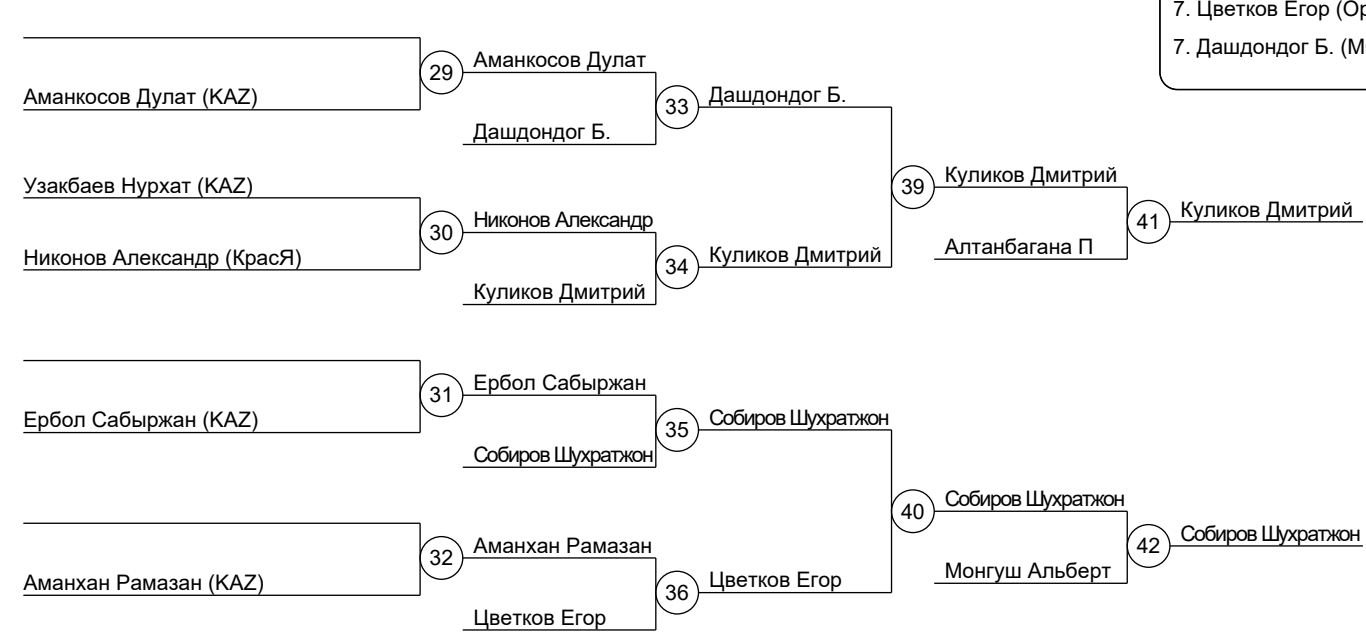 7. Цветков Егор (Ор
7. Дашдондог Б. (М
29
Аманкосов Дулат
Аманкосов Дулат (KAZ)
33
Дашдондог Б.
Дашдондог Б.
Узакбаев Нурхат (KAZ)
39
Куликов Дмитрий
30
Никонов Александр
41
Куликов Дмитрий
Никонов Александр (КрасЯ)
34
Куликов Дмитрий
Алтанбагана П
Куликов Дмитрий
31
Ербол Сабыржан
Ербол Сабыржан (KAZ)
35
Собиров Шухратжон
Собиров Шухратжон
40
Собиров Шухратжон
32
Аманхан Рамазан
42
Собиров Шухратжон
Аманхан Рамазан (KAZ)
36
Цветков Егор
Монгуш Альберт
Цветков Егор